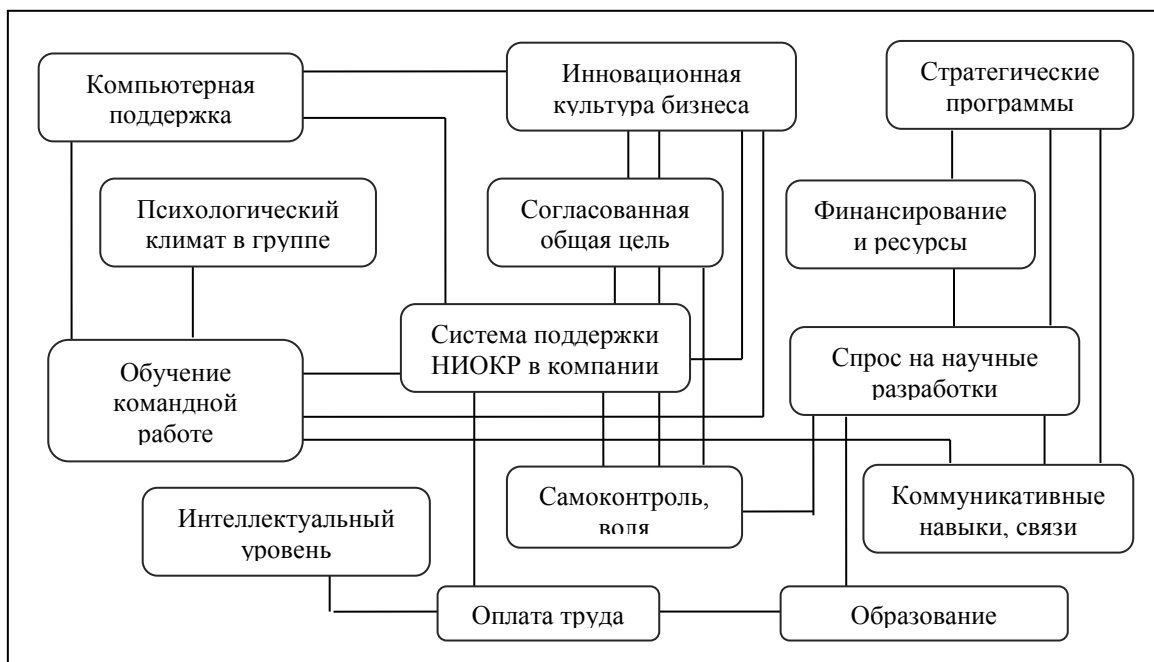 Компьютерная
поддержка
Инновационная
культура бизнеса
Стратегические
программы
Психологический
климат в группе
Согласованная
общая цель
Финансирование
и ресурсы
Система поддержки
НИОКР в компании
Спрос на научные
разработки
Обучение
командной
работе
Самоконтроль,
воля
Коммуникативные
навыки, связи
Интеллектуальный
уровень
Оплата труда
Образование